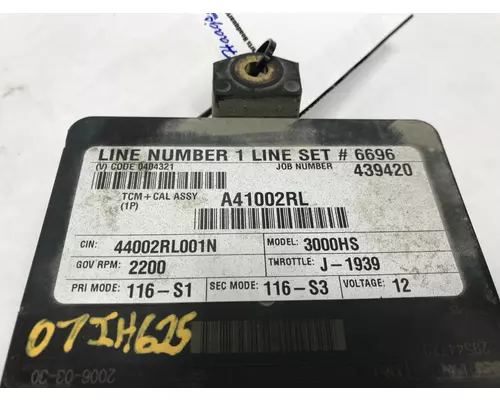 LINE NUMBER 1 LINE SET # 6696
(V) CODE 0404321 JOB NUMBER 439420
TCM+CAL ASSY A41002RL
(1P)
CIN: 44002RL001N MODEL: 3000HS
GOV RPM: 2200 TMROTTLE: J-1939
PRI MODE: 116-S1 SEC MODE: 116-S3 VOLTAGE: 12
07IH625
2006-03-30